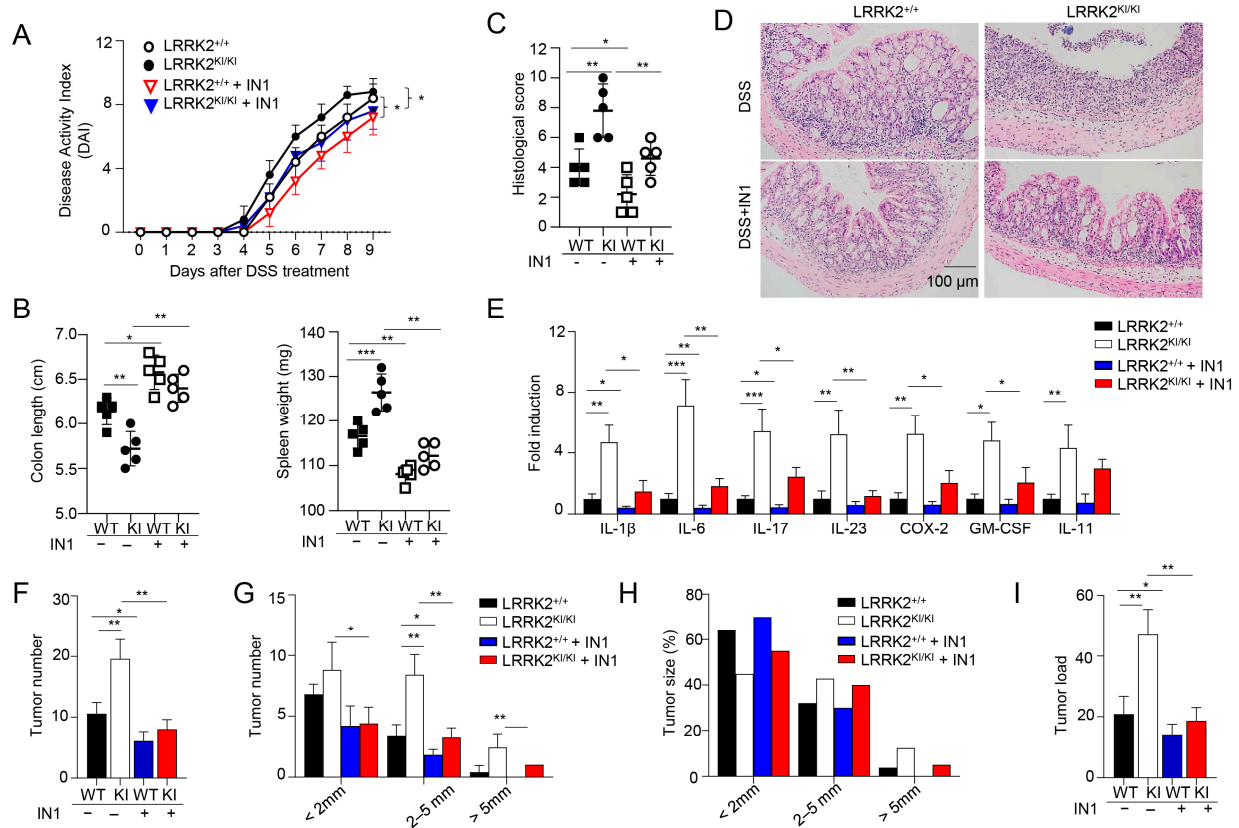 A
12
8
4
0
Disease Activity Index
(DAI)
LRRK2+/+
LRRK2KI/KI
LRRK2+/+ + IN1
LRRK2KI/KI + IN1
*
*
0 1 2 3 4 5 6 7 8 9
Days after DSS treatment
C
12
10
8
6
4
2
0
Histological score
*
** **
WT KI WT KI
IN1 – – + +
D
LRRK2+/+ LRRK2KI/KI
DSS
DSS+IN1
100 µm
B
7.0
6.5
6.0
5.5
5.0
Colon length (cm)
**
*
**
WT KI WT KI
IN1 – – + +
140
130
120
110
100
Spleen weight (mg)
**
**
***
WT KI WT KI
+ +
– –
E
12
8
4
0
Fold induction
LRRK2+/+
LRRK2KI/KI
LRRK2+/+ + IN1
LRRK2KI/KI + IN1
** * *
*** ** **
*** * *
** **
** *
* *
**
IL-1β IL-6 IL-17 IL-23 COX-2 GM-CSF IL-11
F
30
20
10
0
Tumor number
**
*
**
WT KI WT KI
IN1 – – + +
G
15
10
5
0
Tumor number
LRRK2+/+
LRRK2KI/KI
LRRK2+/+ + IN1
LRRK2KI/KI + IN1
*
**
*
**
**
< 2mm 2–5 mm > 5mm
H
80
60
40
20
0
Tumor size (%)
LRRK2+/+
LRRK2KI/KI
LRRK2+/+ + IN1
LRRK2KI/KI + IN1
< 2mm 2–5 mm > 5mm
I
60
40
20
0
Tumor load
**
*
**
WT KI WT KI
IN1 – – + +